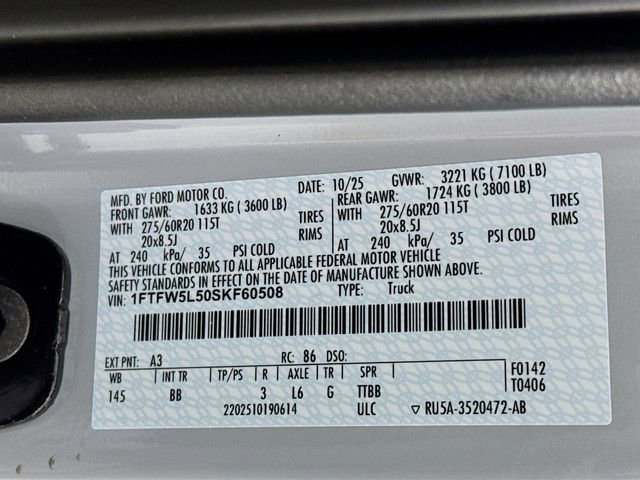 MFD. BY FORD MOTOR CO. DATE: 10/25 GVWR: 3221 KG ( 7100 LB)
FRONT GAWR: 1633 KG ( 3600 LB) REAR GAWR: 1724 KG ( 3800 LB)
WITH 275/60R20 115T TIRES WITH 275/60R20 115T TIRES
20x8.5J RIMS 20x8.5J RIMS
AT 240 kPa/ 35 PSI COLD AT 240 kPa/ 35 PSI COLD
THIS VEHICLE CONFORMS TO ALL APPLICABLE FEDERAL MOTOR VEHICLE
SAFETY STANDARDS IN EFFECT ON THE DATE OF MANUFACTURE SHOWN ABOVE.
VIN: 1FTFW5L50SKF60508 TYPE: Truck
EXT PNT: A3 RC: 86 DSO:
WB INT TR TP/PS R AXLE TR SPR F0142
145 BB 3 L6 G TTBB T0406
2202510190614 ULC ▽ RU5A-3520472-AB